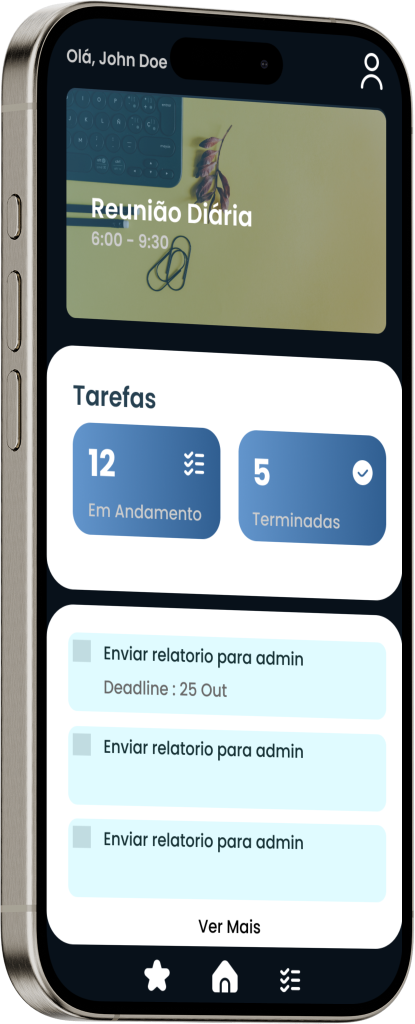 Olá, John Doe
Reunião Diária
6:00 - 9:30
Tarefas
12
Em Andamento
5
Terminadas
Enviar relatorio para admin
Deadline : 25 Out
Enviar relatorio para admin
Enviar relatorio para admin
Ver Mais